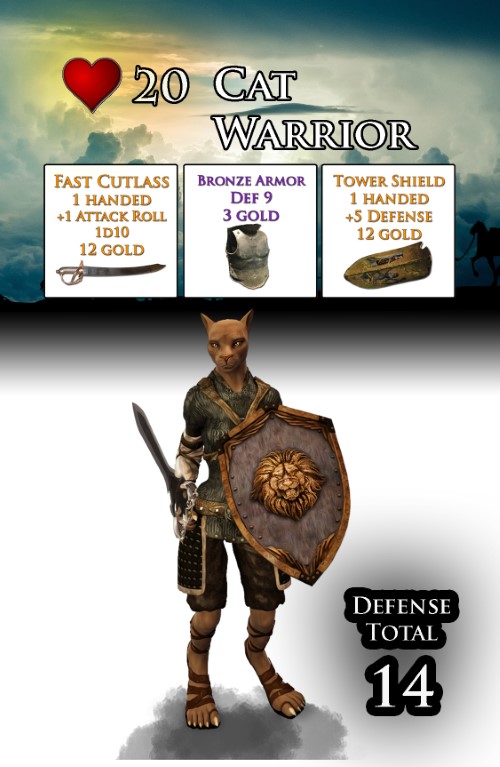 20 Cat
Warrior
Fast Cutlass
1 handed
+1 Attack Roll
1d10
12 gold
Bronze Armor
Def 9
3 gold
Tower Shield
1 handed
+5 Defense
12 gold
Defense
Total
14